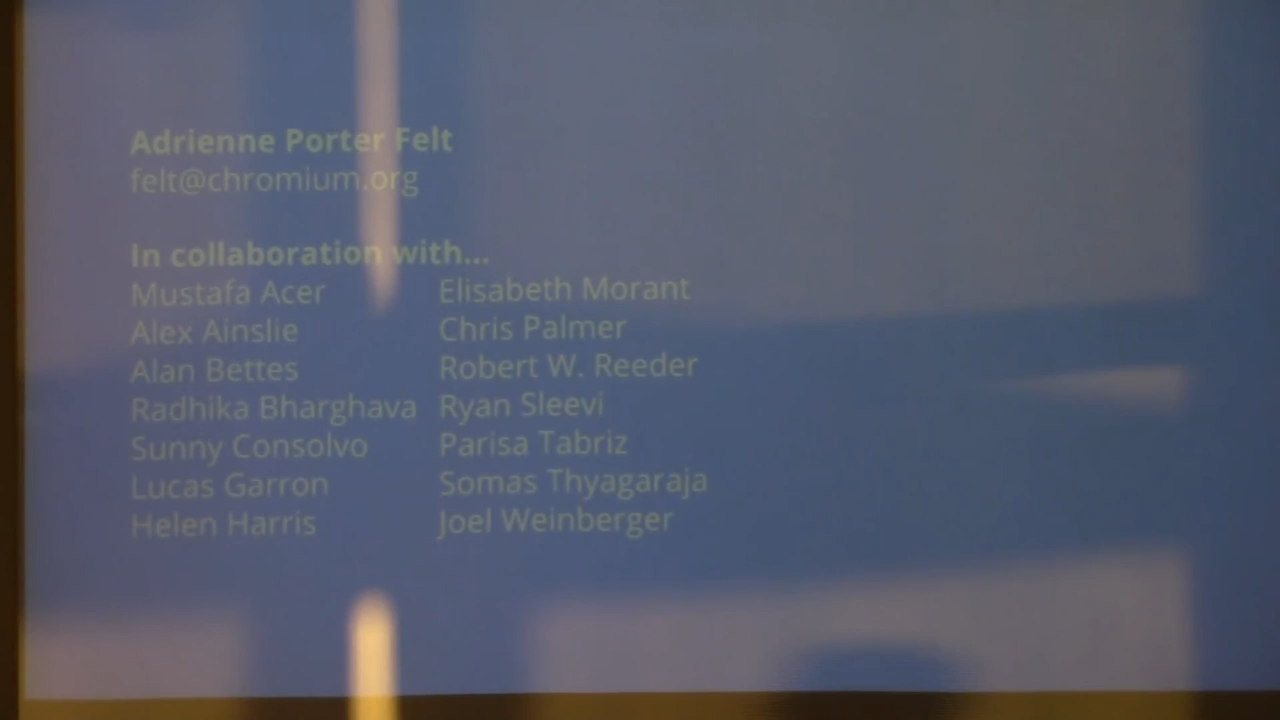 Adrienne Porter Felt
felt@chromium.org
In collaboration with...
Mustafa Acer
Alex Ainslie
Alan Bettes
Radhika Bharghava
Sunny Consolvo
Lucas Garron
Helen Harris
Elisabeth Morant
Chris Palmer
Robert W. Reeder
Ryan Sleevi
Parisa Tabriz
Somas Thyagaraja
Joel Weinberger